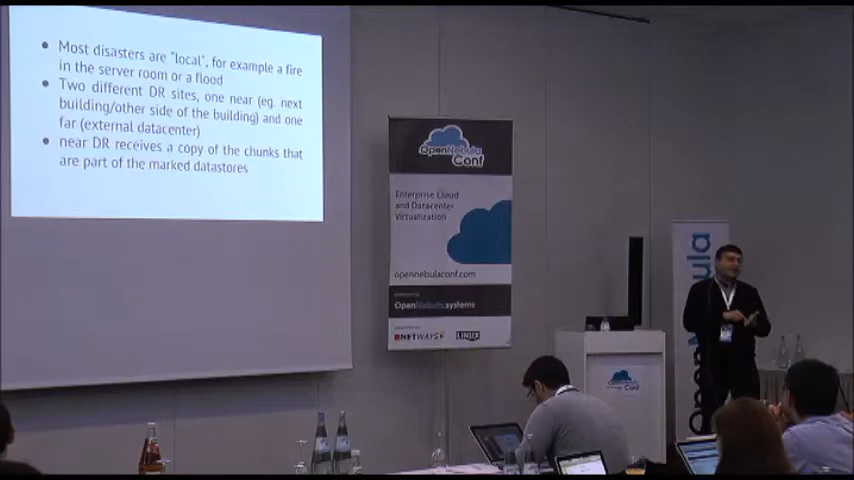 Most disasters are "local", for example a fire
in the server room or a flood
Two different DR sites, one near (eg. next
building/other side of the building) and one
far (external datacenter)
near DR receives a copy of the chunks that
are part of the marked datastores
OpenNebula
Conf
Enterprise Cloud
and Datacenter
Virtualization
opennebulaconf.com
OpenNebula.systems
NETWAYS
LINUX
OpenNebula
Conf